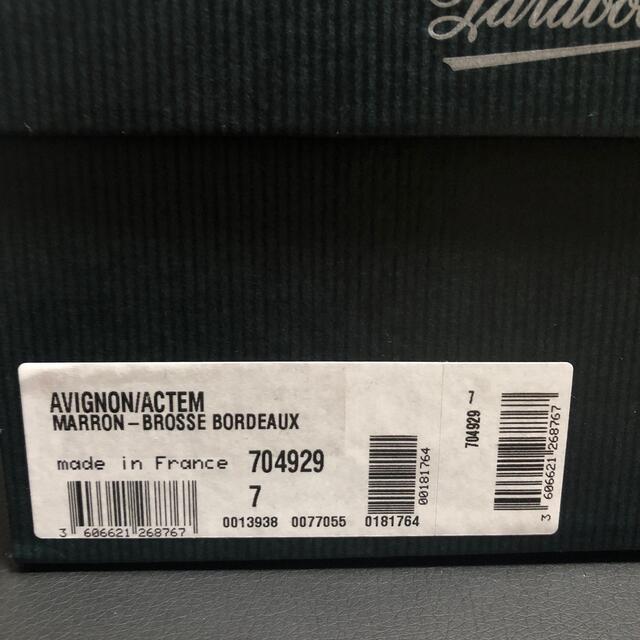 AVIGNON/ACTEM
MARRON-BROSSE BORDEAUX
made in France 704929
7
3 606621 268767
0013938 0077055 0181764
00181764
704929 7
3 606621 268767